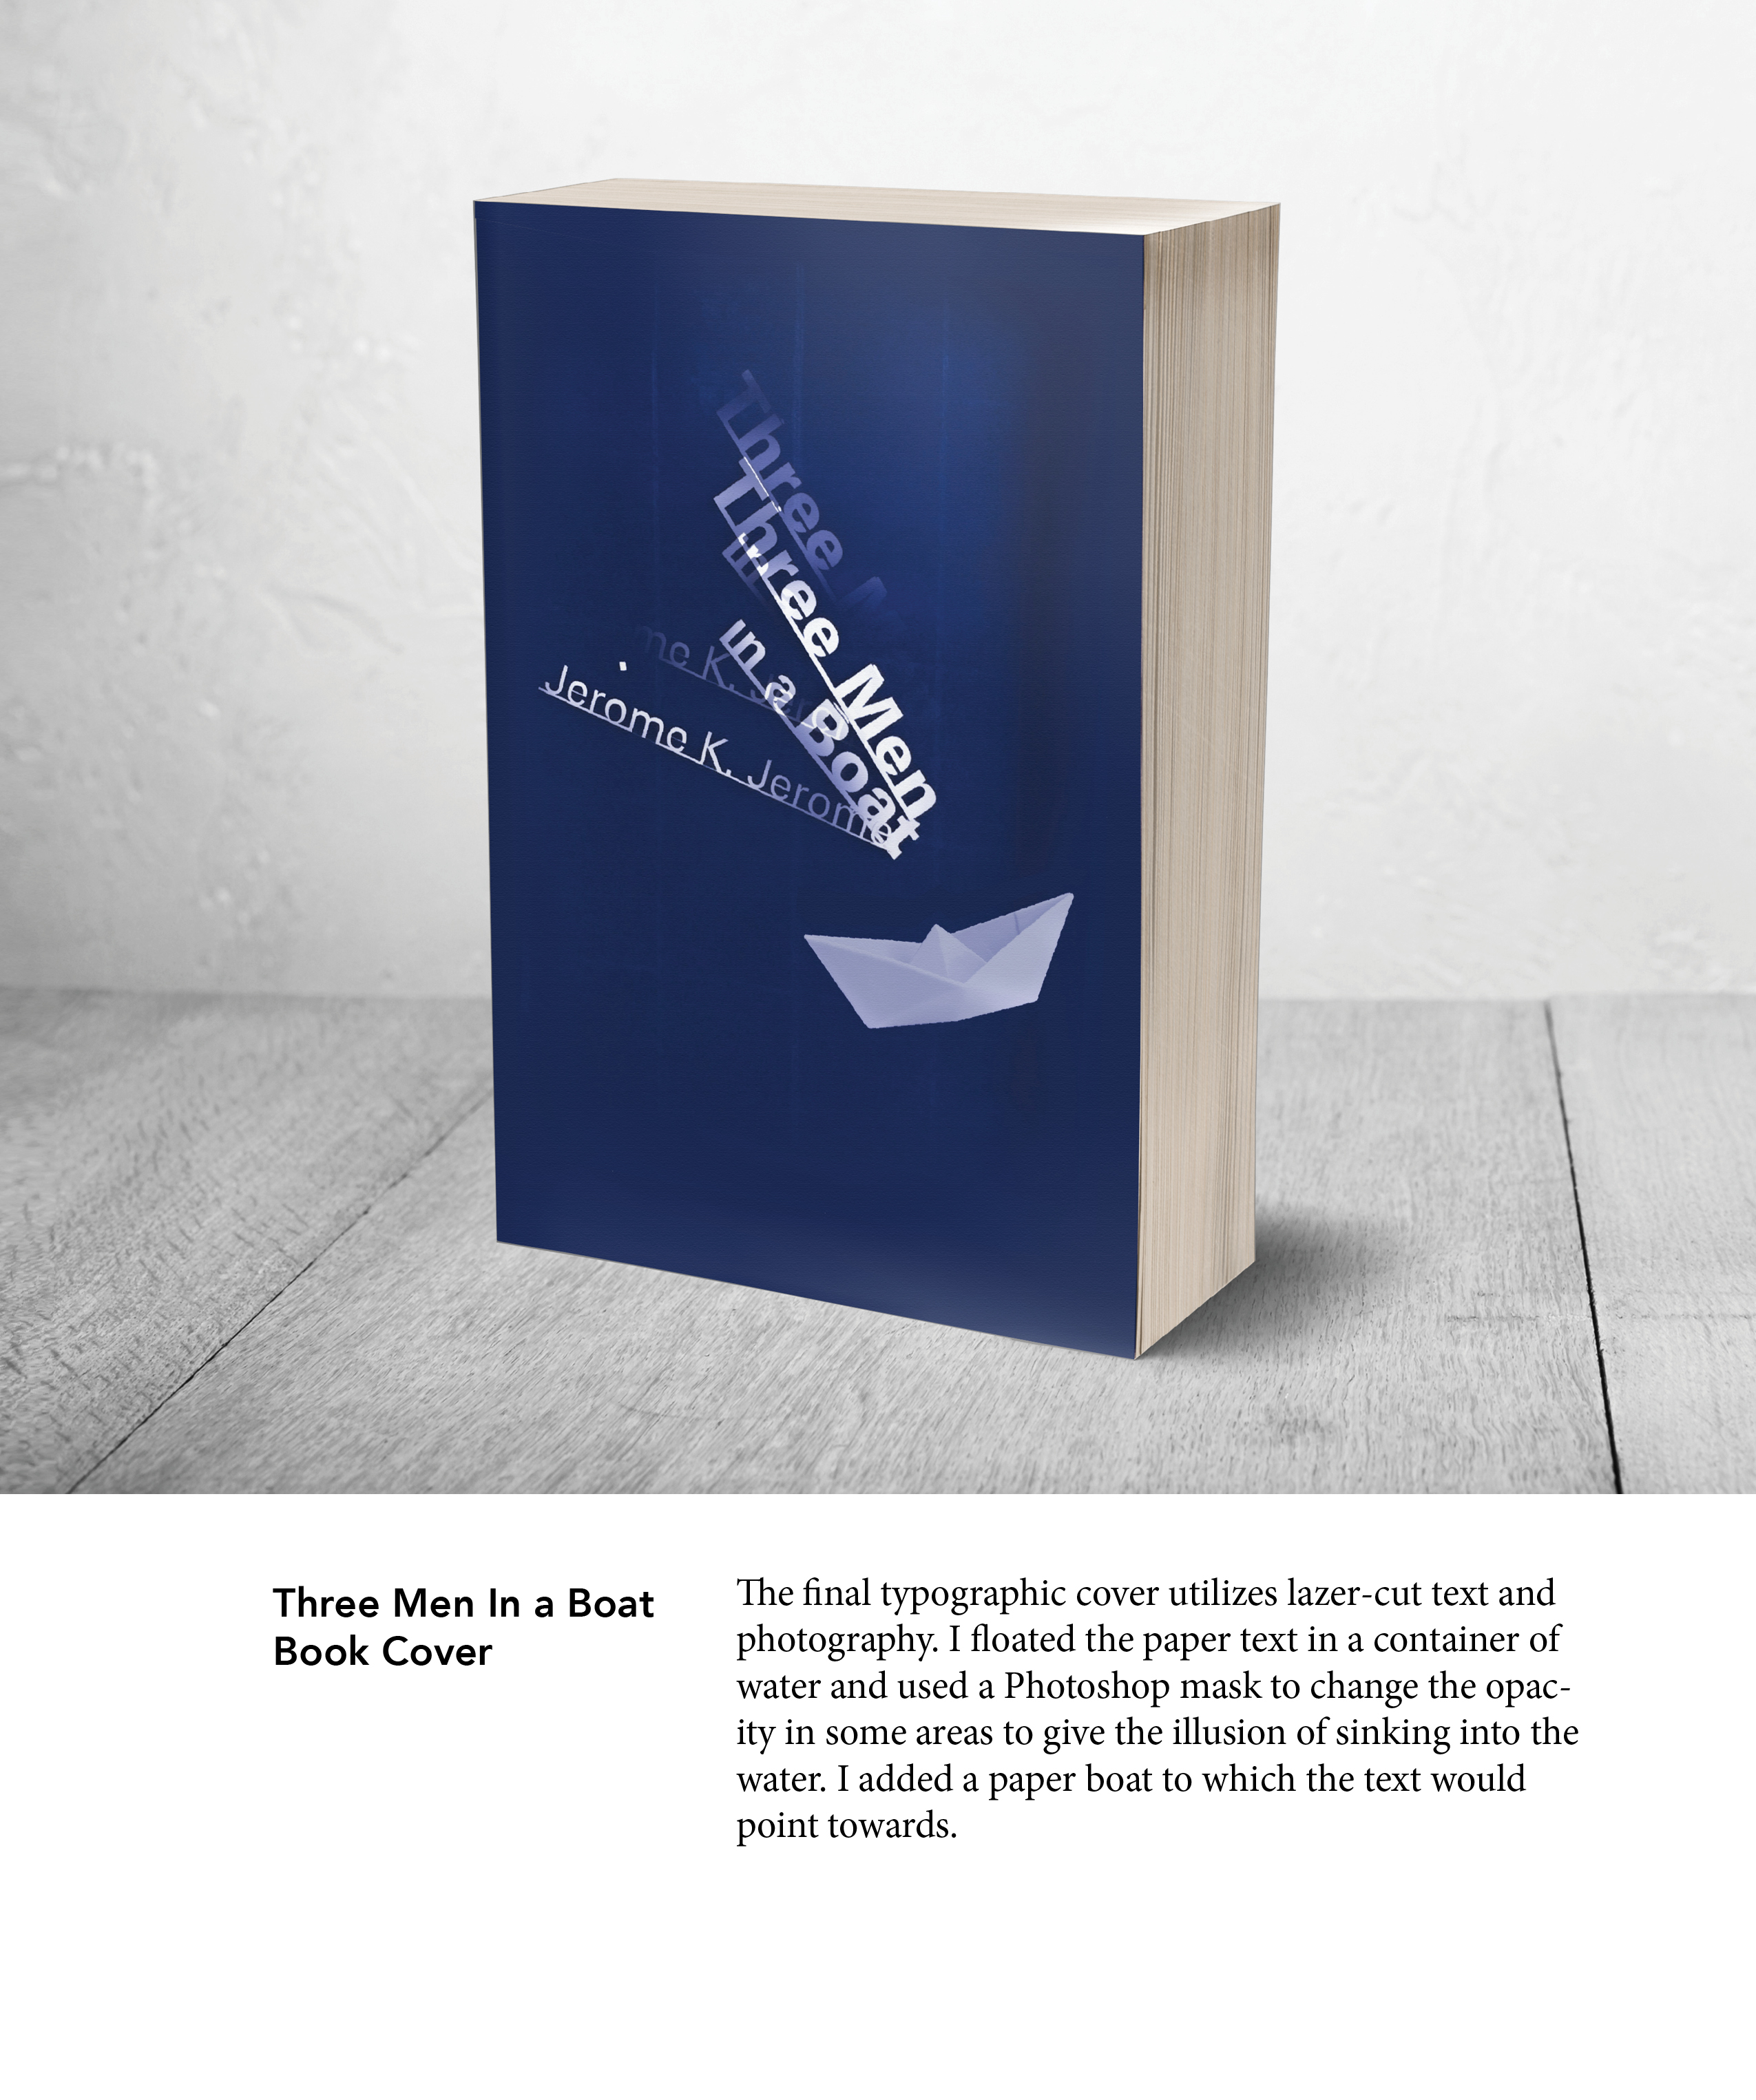 Three M
Three Men
in a Boat
me K. Jero
Jerome K. Jerome
Three Men In a Boat
Book Cover
The final typographic cover utilizes lazer-cut text and
photography. I floated the paper text in a container of
water and used a Photoshop mask to change the opac-
ity in some areas to give the illusion of sinking into the
water. I added a paper boat to which the text would
point towards.